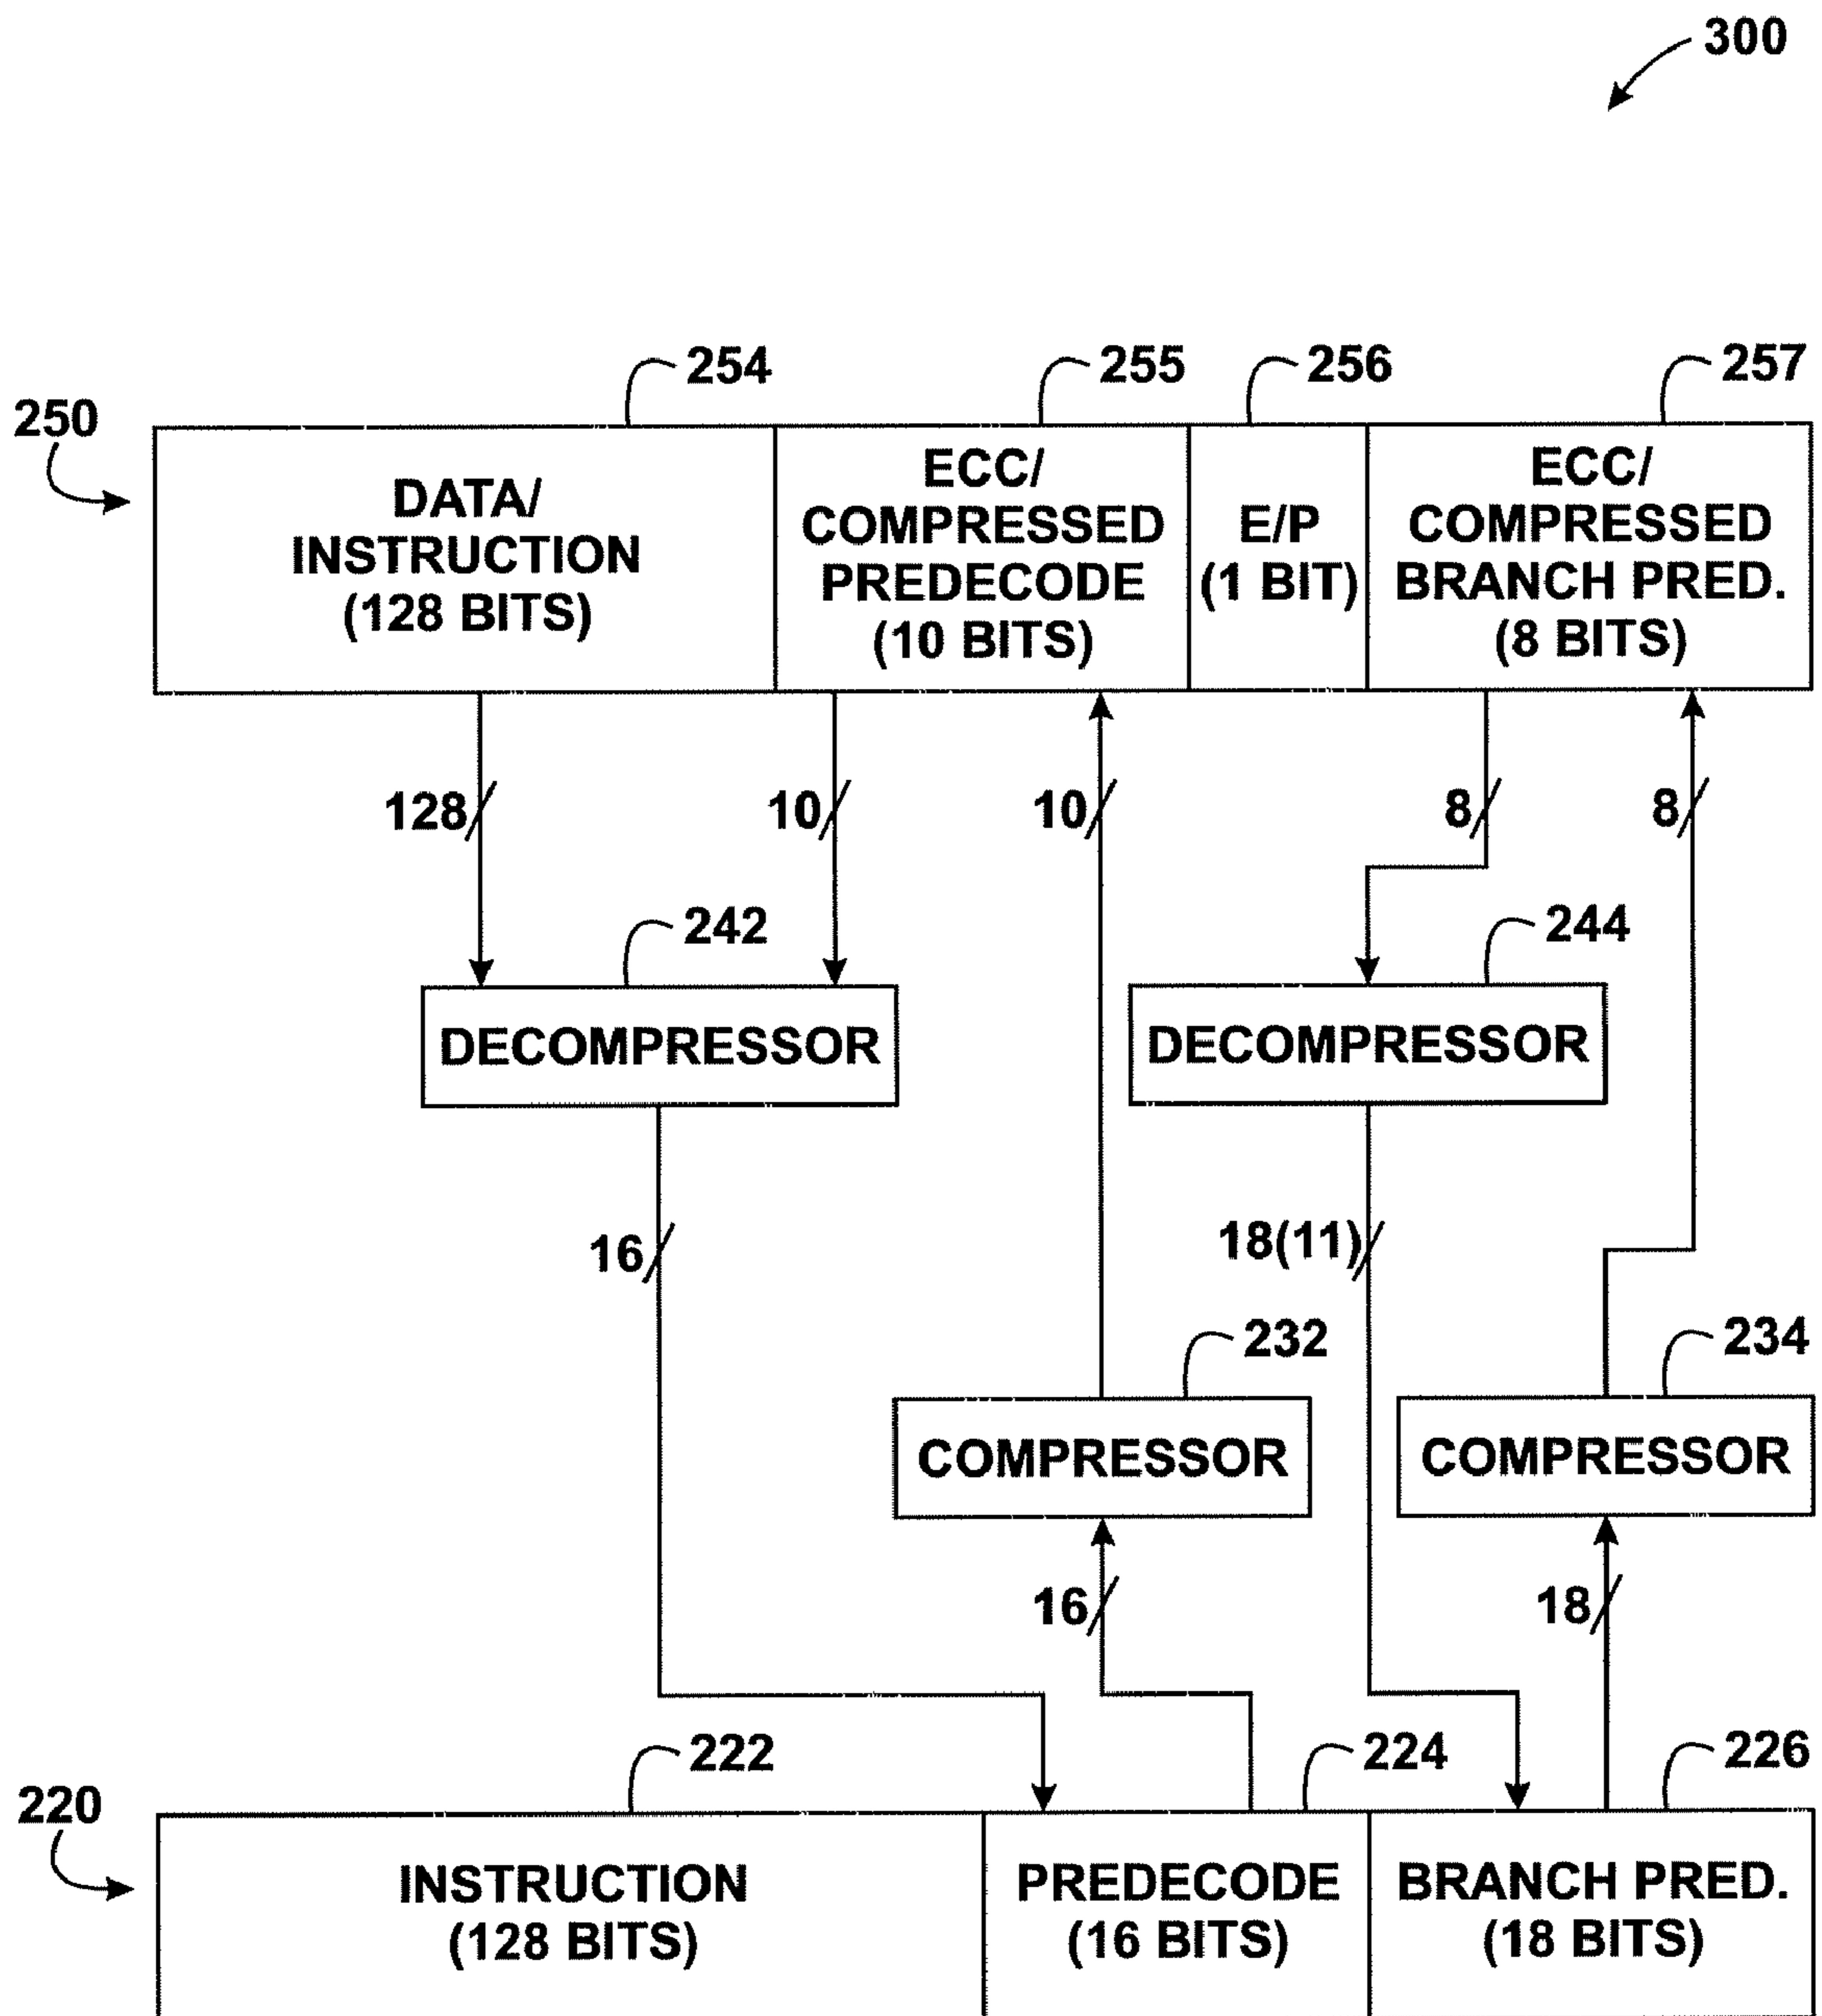 300
254
255
256
257
250
DATA/
INSTRUCTION
(128 BITS)
ECC/
COMPRESSED
PREDECODE
(10 BITS)
E/P
(1 BIT)
ECC/
COMPRESSED
BRANCH PRED.
(8 BITS)
128
10
10
8
8
242
244
DECOMPRESSOR
DECOMPRESSOR
16
18(11)
232
234
COMPRESSOR
COMPRESSOR
16
18
222
224
226
220
INSTRUCTION
(128 BITS)
PREDECODE
(16 BITS)
BRANCH PRED.
(18 BITS)